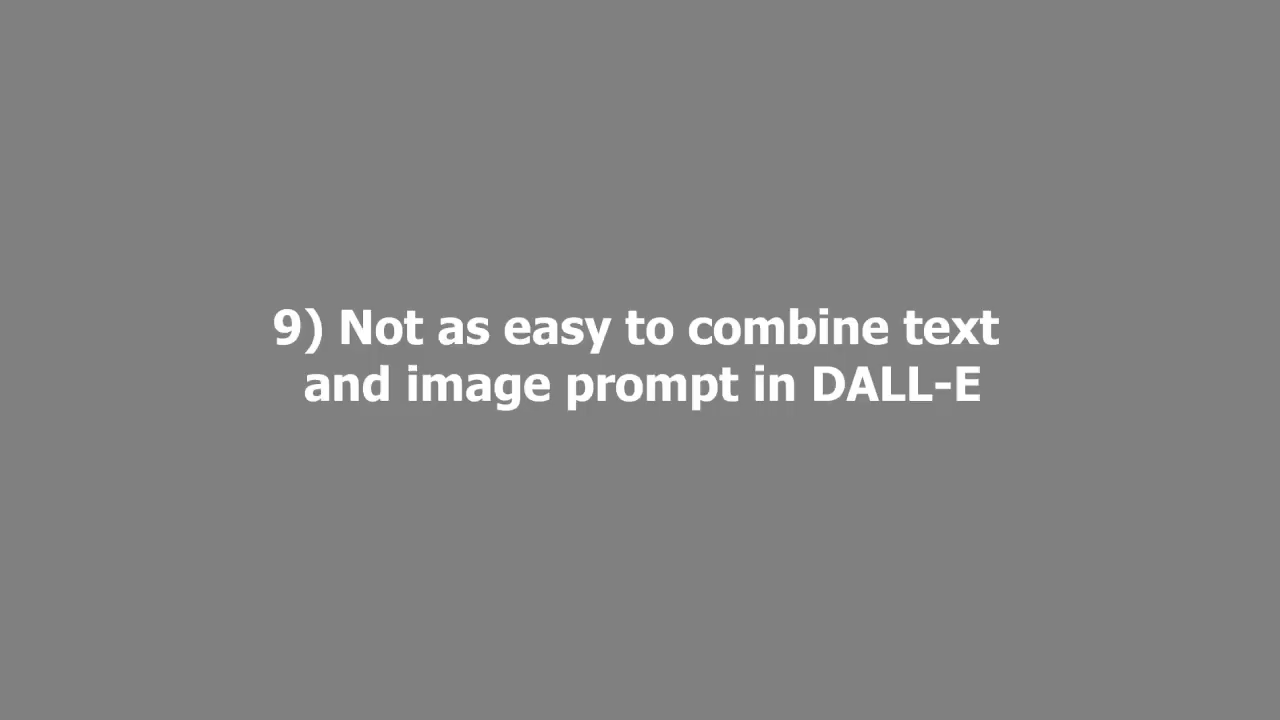 9) Not as easy to combine text
and image prompt in DALL-E